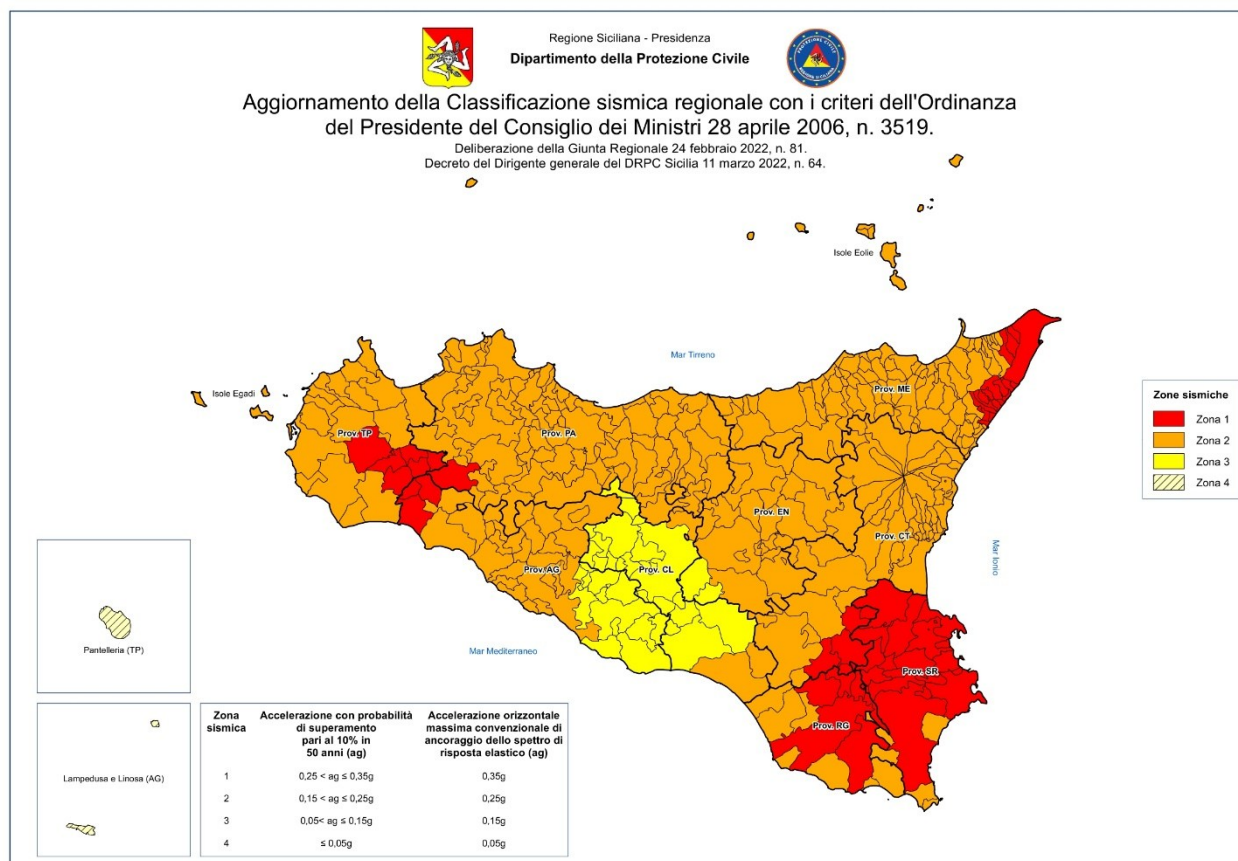 Regione Siciliana - Presidenza
Dipartimento della Protezione Civile
Aggiornamento della Classificazione sismica regionale con i criteri dell'Ordinanza
del Presidente del Consiglio dei Ministri 28 aprile 2006, n. 3519.
Deliberazione della Giunta Regionale 24 febbraio 2022, n. 81.
Decreto del Dirigente generale del DRPC Sicilia 11 marzo 2022, n. 64.
Isole Eolie
Mar Tirreno
Isole Egadi
Prov. ME
Prov. TP
Prov. PA
Prov. EN
Prov. CT
Prov. AG
Prov. CL
Mar Ionio
Mar Mediterraneo
Prov. SR
Prov. RG
Zone sismiche
Zona 1
Zona 2
Zona 3
Zona 4
Pantelleria (TP)
Lampedusa e Linosa (AG)
Zona
sismica
Accelerazione con probabilità
di superamento
pari al 10% in
50 anni (ag)
Accelerazione orizzontale
massima convenzionale di
ancoraggio dello spettro di
risposta elastico (ag)
1 0,25 < ag ≤ 0,35g 0,35g
2 0,15 < ag ≤ 0,25g 0,25g
3 0,05< ag ≤ 0,15g 0,15g
4 ≤ 0,05g 0,05g